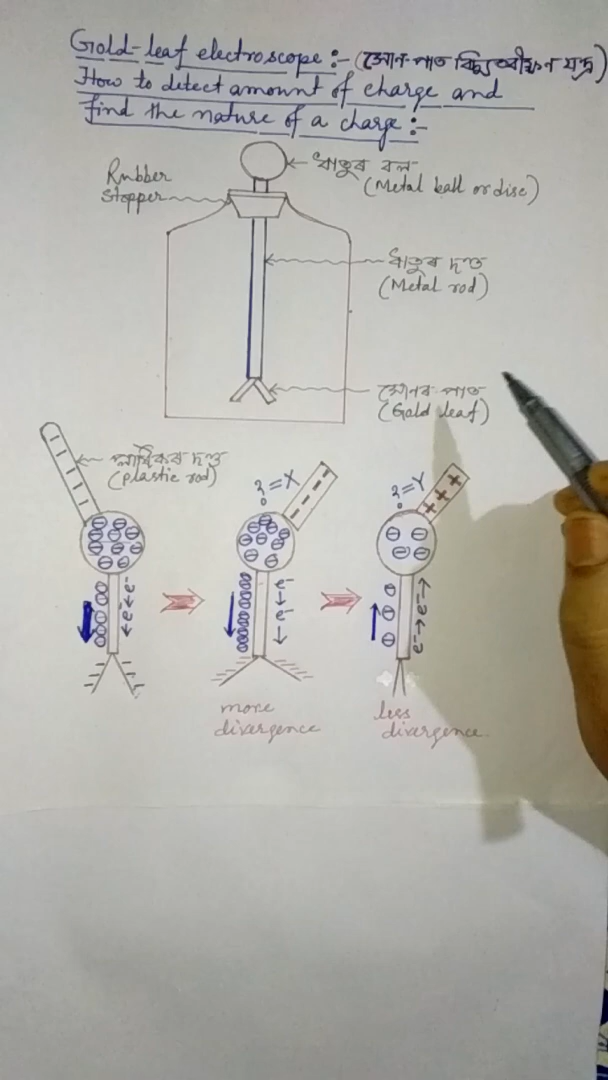 Gold-leaf electroscope :- (সোন পাত বিদ্যুৎবীক্ষণ যন্ত্ৰ)
How to detect amount of charge and
find the nature of a charge :-
ধাতুৰ বল
(Metal ball or disc)
Rubber
Stopper
ধাতুৰ দণ্ড
(Metal rod)
সোনৰ পাত
(Gold leaf)
প্লাষ্টিকৰ দণ্ড
(plastic rod)
? = X
? = Y
e⁻
e⁻
e⁻
e⁻
e⁻
e⁻
e⁻
more
divergence
less
divergence